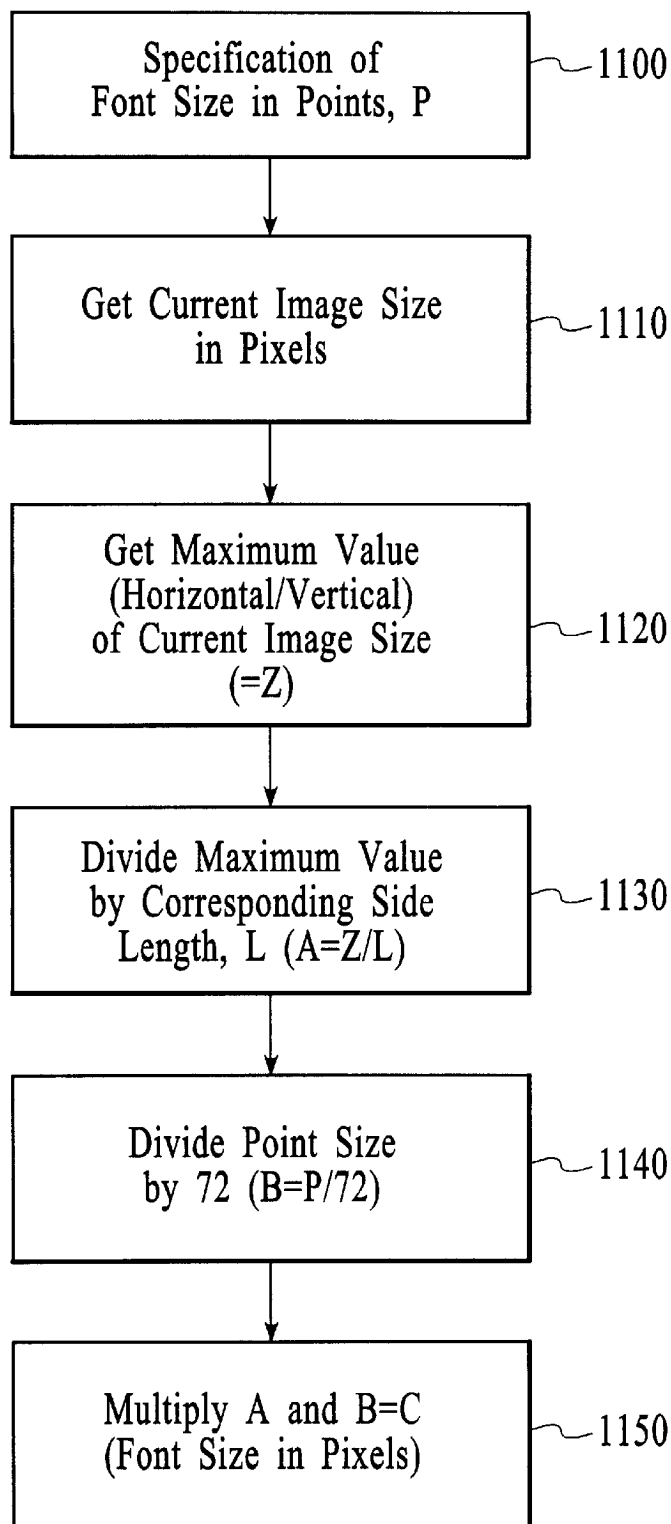 Specification of
Font Size in Points, P
1100
Get Current Image Size
in Pixels
1110
Get Maximum Value
(Horizontal/Vertical)
of Current Image Size
(=Z)
1120
Divide Maximum Value
by Corresponding Side
Length, L (A=Z/L)
1130
Divide Point Size
by 72 (B=P/72)
1140
Multiply A and B=C
(Font Size in Pixels)
1150